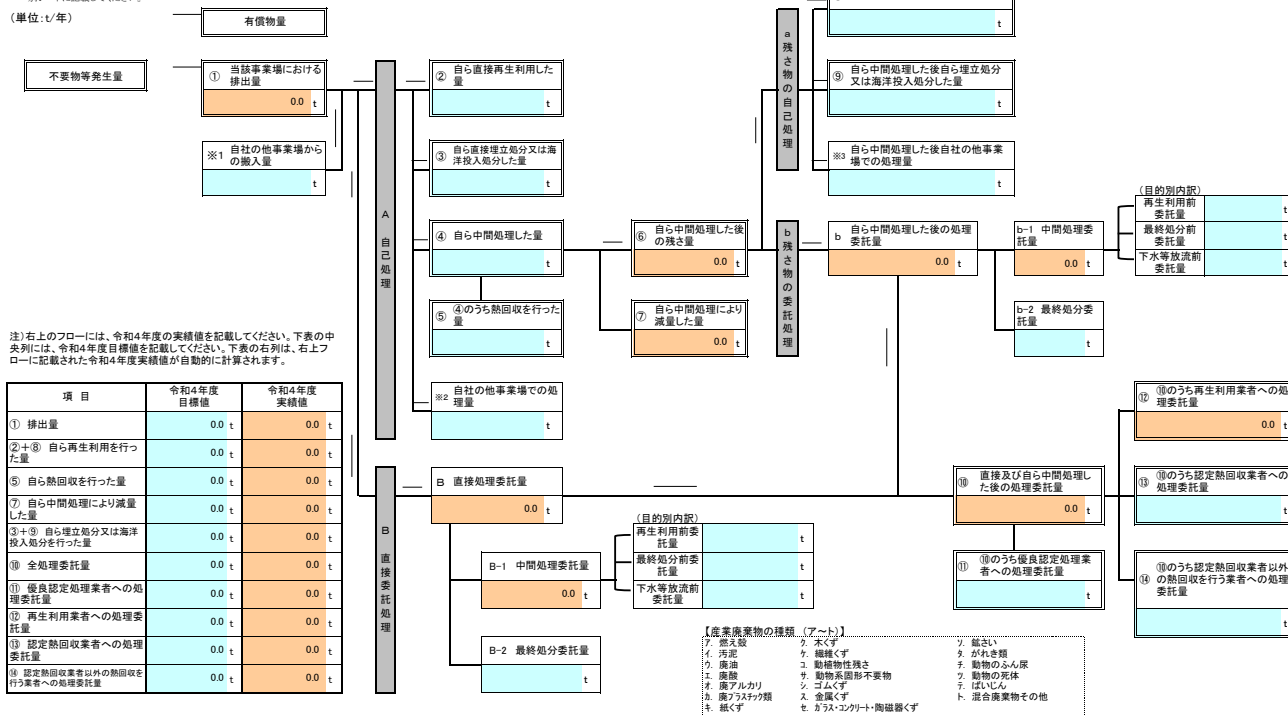 (単位:t/年)
有償物量
t
不要物等発生量
① 当該事業場における
排出量
0.0 t
※1 自社の他事業場から
の搬入量
t
A
自己処理
② 自ら直接再生利用した
量
t
③ 自ら直接埋立処分又は海
洋投入処分した量
t
④ 自ら中間処理した量
t
⑤ ④のうち熱回収を行った
量
t
※2 自社の他事業場での処
理量
t
⑥ 自ら中間処理した後
の残さ量
0.0 t
⑦ 自ら中間処理により
減量した量
0.0 t
a
残さ物の自己処理
⑨ 自ら中間処理した後自ら埋立処分
又は海洋投入処分した量
t
※3 自ら中間処理した後自社の他事業
場での処理量
t
b
残さ物の委託処理
b 自ら中間処理した後の処理
委託量
0.0 t
b-1 中間処理委
託量
0.0 t
(目的別内訳)
再生利用前
委託量
t
最終処分前
委託量
t
下水等放流前
委託量
t
b-2 最終処分委
託量
t
注)右上のフローには、令和4年度の実績値を記載してください。下表の中
央列には、令和4年度目標値を記載してください。下表の右列は、右上フ
ローに記載された令和4年度実績値が自動的に計算されます。
項 目
令和4年度
目標値
令和4年度
実績値
① 排出量 0.0 t 0.0 t
②+⑧ 自ら再生利用を行っ
た量 0.0 t 0.0 t
⑤ 自ら熱回収を行った量 0.0 t 0.0 t
⑦ 自ら中間処理により減量
した量 0.0 t 0.0 t
③+⑨ 自ら埋立処分又は海洋
投入処分を行った量 0.0 t 0.0 t
⑩ 全処理委託量 0.0 t 0.0 t
⑪ 優良認定処理業者への処
理委託量 0.0 t 0.0 t
⑫ 再生利用業者への処理委
託量 0.0 t 0.0 t
⑬ 認定熱回収業者への処理
委託量 0.0 t 0.0 t
⑭ 認定熱回収業者以外の熱回収を
行う業者への処理委託量 0.0 t 0.0 t
B
直接委託処理
B 直接処理委託量
0.0 t
B-1 中間処理委託量
0.0 t
(目的別内訳)
再生利用前委
託量
t
最終処分前委
託量
t
下水等放流前
委託量
t
B-2 最終処分委託量
t
⑩ 直接及び自ら中間処理し
た後の処理委託量
0.0 t
⑪ ⑩のうち優良認定処理業
者への処理委託量
t
⑫ ⑩のうち再生利用業者への処
理委託量
0.0 t
⑬ ⑩のうち認定熱回収業者への
処理委託量
t
⑭ ⑩のうち認定熱回収業者以外
の熱回収を行う業者への処理
委託量
t
【産業廃棄物の種類 (ア~ト)】
ア. 燃え殻
イ. 汚泥
ウ. 廃油
エ. 廃酸
オ. 廃アルカリ
カ. 廃プラスチック類
キ. 紙くず
ク. 木くず
ケ. 繊維くず
コ. 動植物性残さ
サ. 動物系固形不要物
シ. ゴムくず
ス. 金属くず
セ. ガラス・コンクリート・陶磁器くず
ソ. 鉱さい
タ. がれき類
チ. 動物のふん尿
ツ. 動物の死体
テ. ばいじん
ト. 混合廃棄物その他